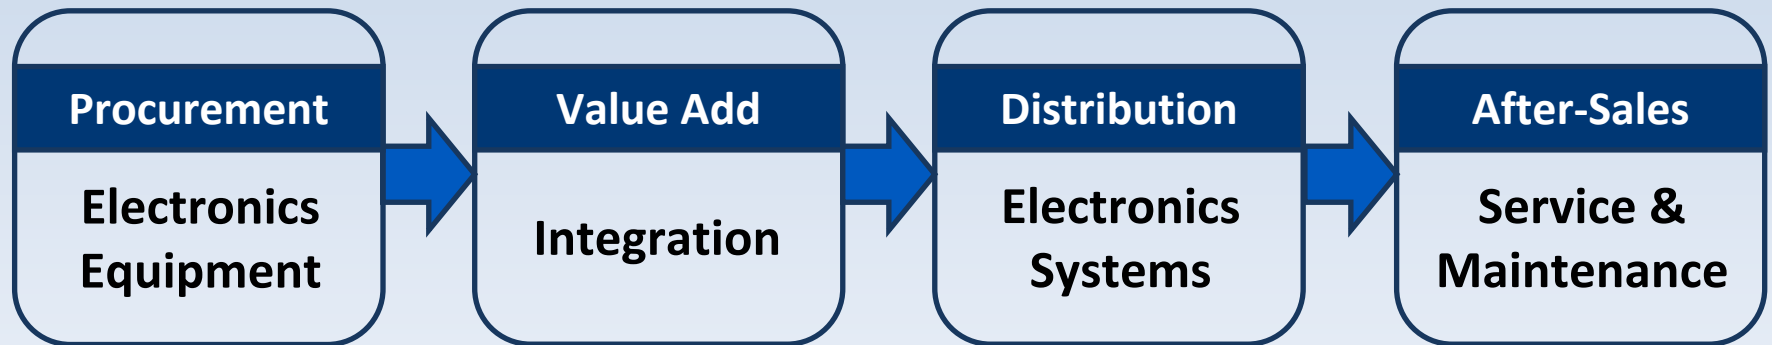 Procurement
Electronics
Equipment
Value Add
Integration
Distribution
Electronics
Systems
After-Sales
Service &
Maintenance